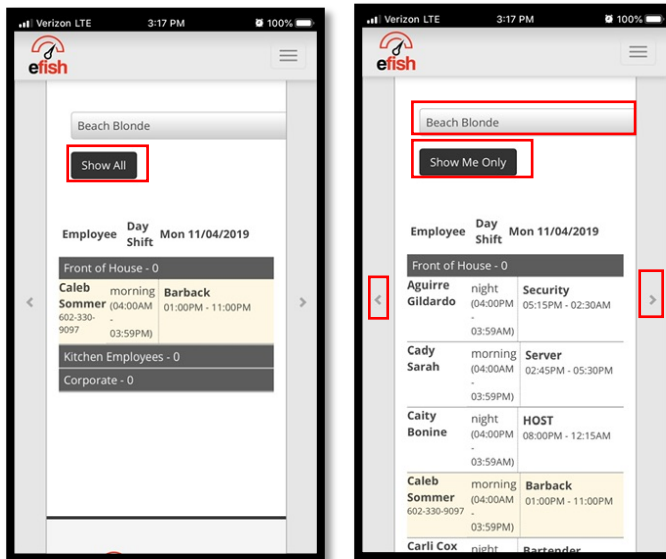 Verizon LTE 3:17 PM 100%
efish
Beach Blonde
Show All
Employee Day Shift Mon 11/04/2019
Front of House - 0
Caleb Sommer 602-330-9097 morning (04:00AM - 03:59PM) Barback 01:00PM - 11:00PM
Kitchen Employees - 0
Corporate - 0
Verizon LTE 3:17 PM 100%
efish
Beach Blonde
Show Me Only
Employee Day Shift Mon 11/04/2019
Front of House - 0
Aguirre Gildardo night (04:00PM - 03:59AM) Security 05:15PM - 02:30AM
Cady Sarah morning (04:00AM - 03:59PM) Server 02:45PM - 05:30PM
Caity Bonine night (04:00PM - 03:59AM) HOST 08:00PM - 12:15AM
Caleb Sommer 602-330-9097 morning (04:00AM - 03:59PM) Barback 01:00PM - 11:00PM
Carli Cox night Bartender